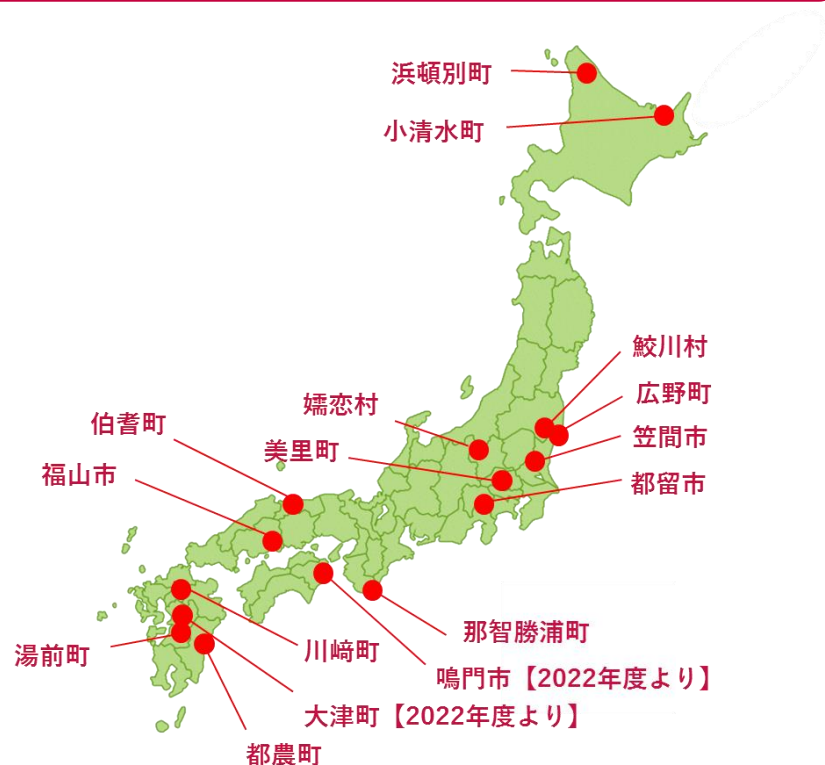 浜頓別町
小清水町
鮫川村
広野町
嬬恋村
伯耆町
笠間市
美里町
福山市
都留市
那智勝浦町
川﨑町
湯前町
鳴門市【2022年度より】
大津町【2022年度より】
都農町